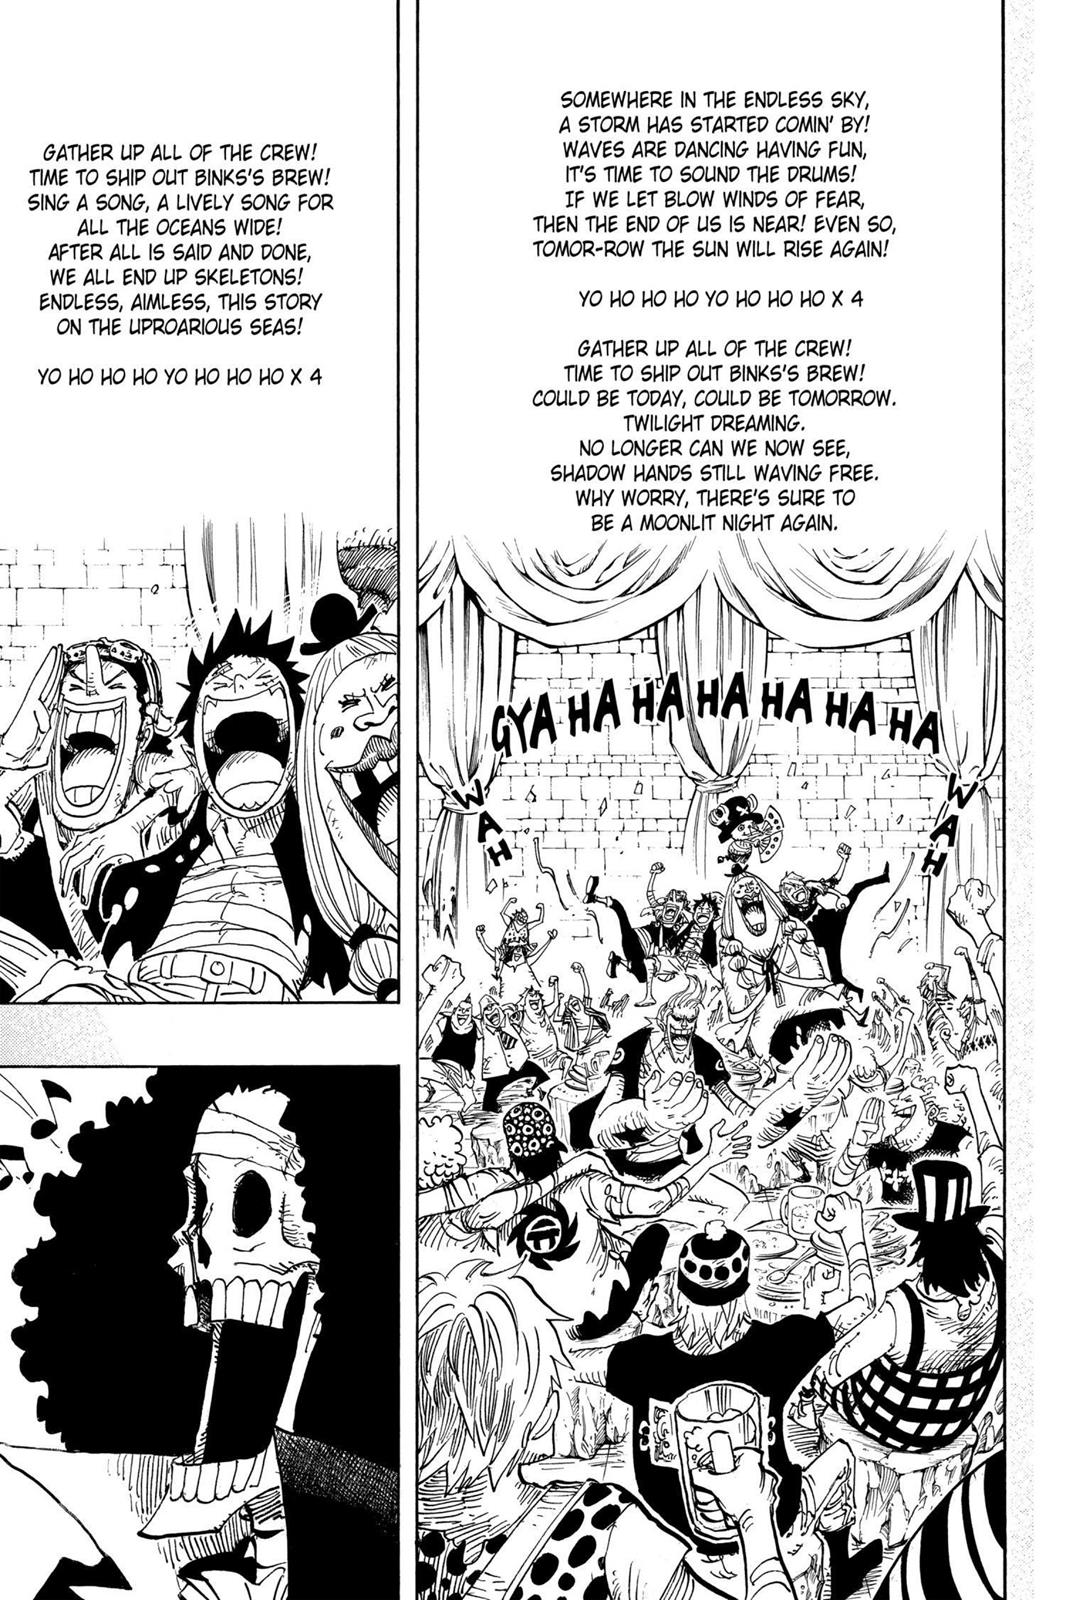 SOMEWHERE IN THE ENDLESS SKY,
A STORM HAS STARTED COMIN' BY!
WAVES ARE DANCING HAVING FUN,
IT'S TIME TO SOUND THE DRUMS!
IF WE LET BLOW WINDS OF FEAR,
THEN THE END OF US IS NEAR! EVEN SO,
TOMOR-ROW THE SUN WILL RISE AGAIN!
YO HO HO HO YO HO HO HO X 4
GATHER UP ALL OF THE CREW!
TIME TO SHIP OUT BINKS'S BREW!
COULD BE TODAY, COULD BE TOMORROW.
TWILIGHT DREAMING.
NO LONGER CAN WE NOW SEE,
SHADOW HANDS STILL WAVING FREE.
WHY WORRY, THERE'S SURE TO
BE A MOONLIT NIGHT AGAIN.
GYA HA HA HA HA HA HA
WAH
WAH
GATHER UP ALL OF THE CREW!
TIME TO SHIP OUT BINKS'S BREW!
SING A SONG, A LIVELY SONG FOR
ALL THE OCEANS WIDE!
AFTER ALL IS SAID AND DONE,
WE ALL END UP SKELETONS!
ENDLESS, AIMLESS, THIS STORY
ON THE UPROARIOUS SEAS!
YO HO HO HO YO HO HO HO X 4